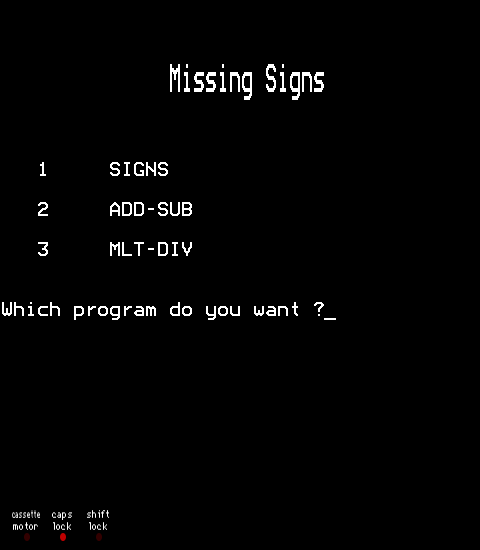 Missing Signs
1 SIGNS
2 ADD-SUB
3 MLT-DIV
Which program do you want ?_
cassette motor caps lock shift lock